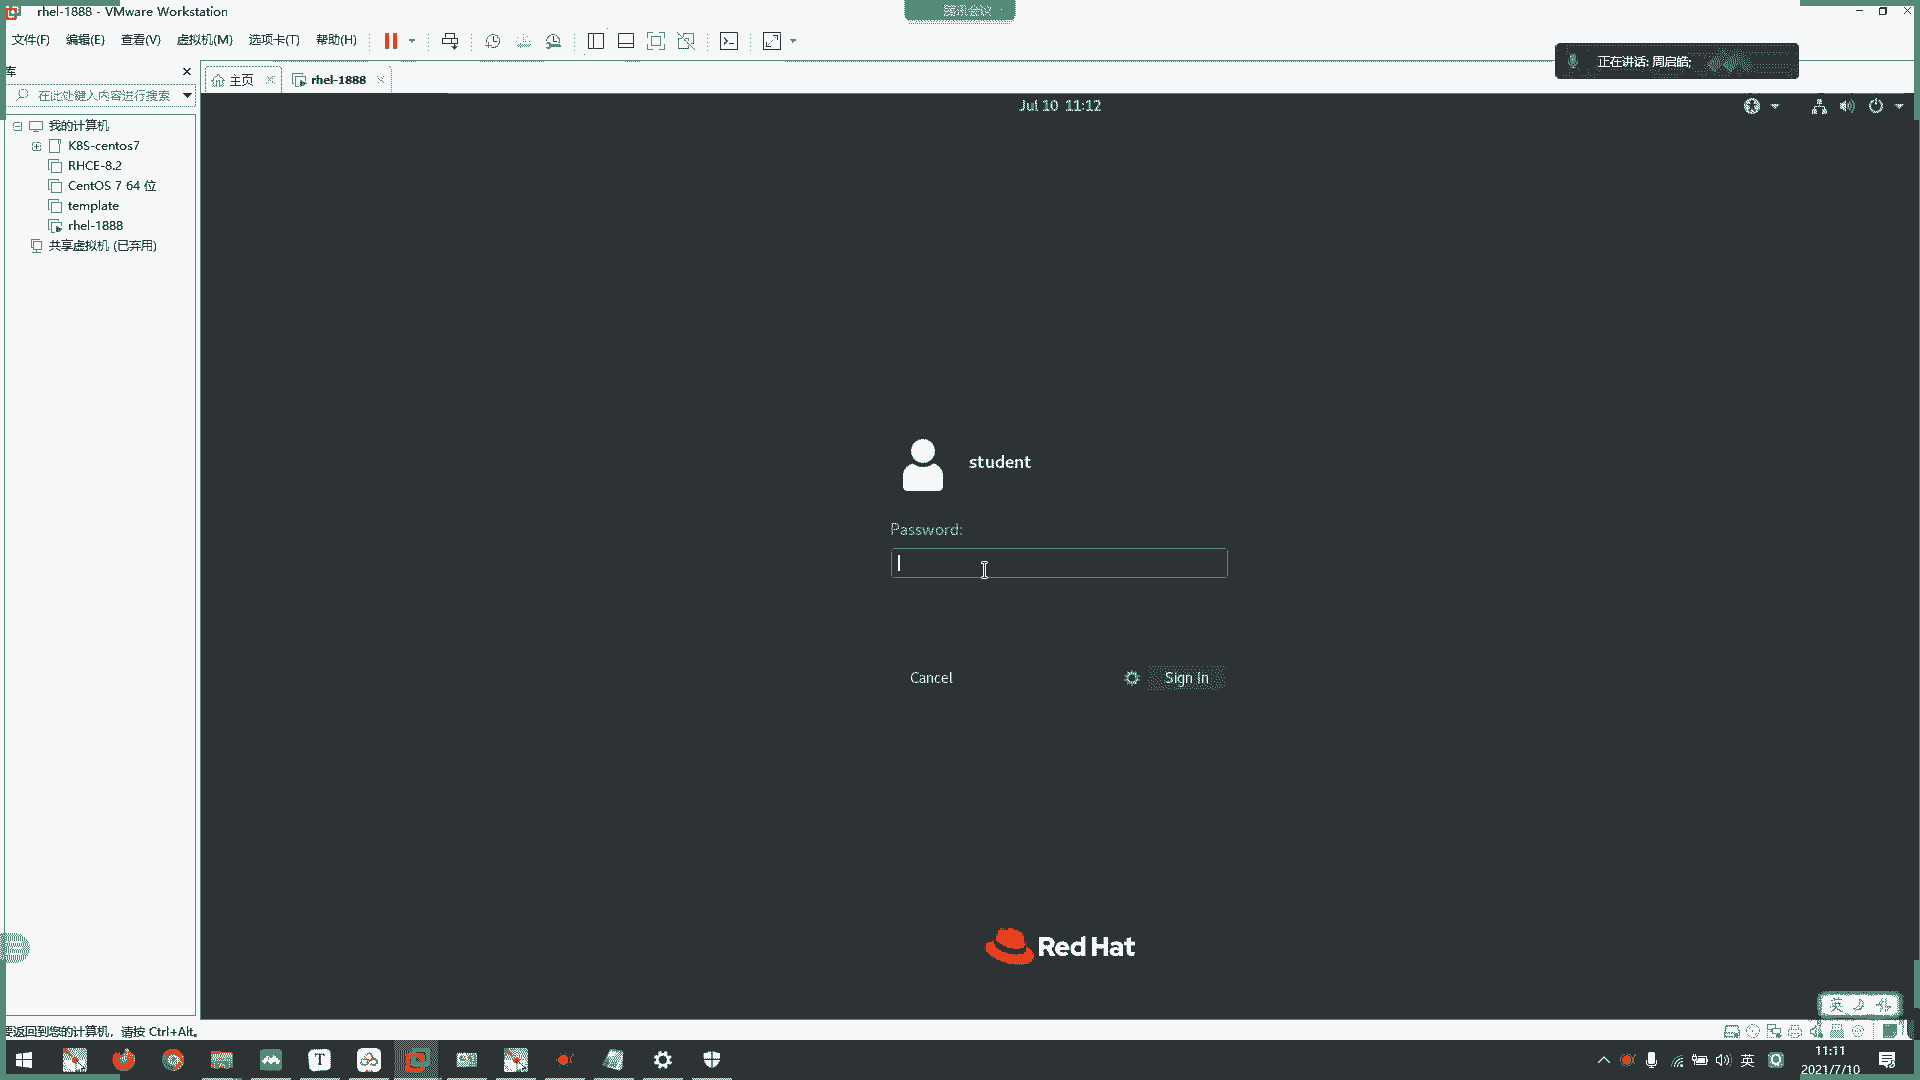 rhel-1888 - VMware Workstation
腾讯会议
文件(F) 编辑(E) 查看(V) 虚拟机(M) 选项卡(T) 帮助(H)
正在讲话: 周启皓;
库
主页
rhel-1888
在此处键入内容进行搜索
Jul 10 11:12
我的计算机
K8S-centos7
RHCE-8.2
CentOS 7 64 位
template
rhel-1888
共享虚拟机 (已弃用)
student
Password:
Cancel
Sign In
Red Hat
英
要返回到您的计算机，请按 Ctrl+Alt。
T
英
11:11
2021/7/10